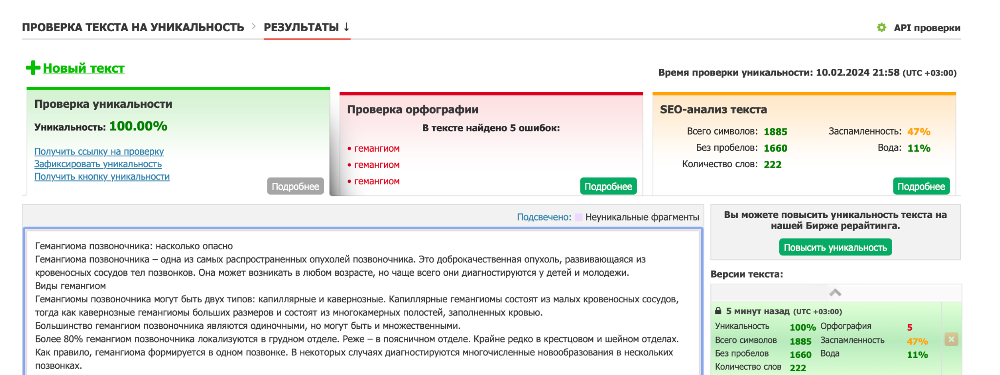 ПРОВЕРКА ТЕКСТА НА УНИКАЛЬНОСТЬ > РЕЗУЛЬТАТЫ ↓
API проверки
Новый текст
Время проверки уникальности: 10.02.2024 21:58 (UTC +03:00)
Проверка уникальности
Уникальность: 100.00%
Получить ссылку на проверку
Зафиксировать уникальность
Получить кнопку уникальности
Подробнее
Проверка орфографии
В тексте найдено 5 ошибок:
• гемангиом
• гемангиом
• гемангиом
Подробнее
SEO-анализ текста
Всего символов: 1885 Заспамленность: 47%
Без пробелов: 1660 Вода: 11%
Количество слов: 222
Подробнее
Подсвечено: Неуникальные фрагменты
Гемангиома позвоночника: насколько опасно
Гемангиома позвоночника – одна из самых распространенных опухолей позвоночника. Это доброкачественная опухоль, развивающаяся из
кровеносных сосудов тел позвонков. Она может возникать в любом возрасте, но чаще всего они диагностируются у детей и молодежи.
Виды гемангиом
Гемангиомы позвоночника могут быть двух типов: капиллярные и кавернозные. Капиллярные гемангиомы состоят из малых кровеносных сосудов,
тогда как кавернозные гемангиомы больших размеров и состоят из многокамерных полостей, заполненных кровью.
Большинство гемангиом позвоночника являются одиночными, но могут быть и множественными.
Более 80% гемангиом позвоночника локализуются в грудном отделе. Реже – в поясничном отделе. Крайне редко в крестцовом и шейном отделах.
Как правило, гемангиома формируется в одном позвонке. В некоторых случаях диагностируются многочисленные новообразования в нескольких
позвонках.
Вы можете повысить уникальность текста на
нашей Бирже рерайтинга.
Повысить уникальность
Версии текста:
5 минут назад (UTC +03:00)
Уникальность 100% Орфография 5
Всего символов 1885 Заспамленность 47%
Без пробелов 1660 Вода 11%
Количество слов 222